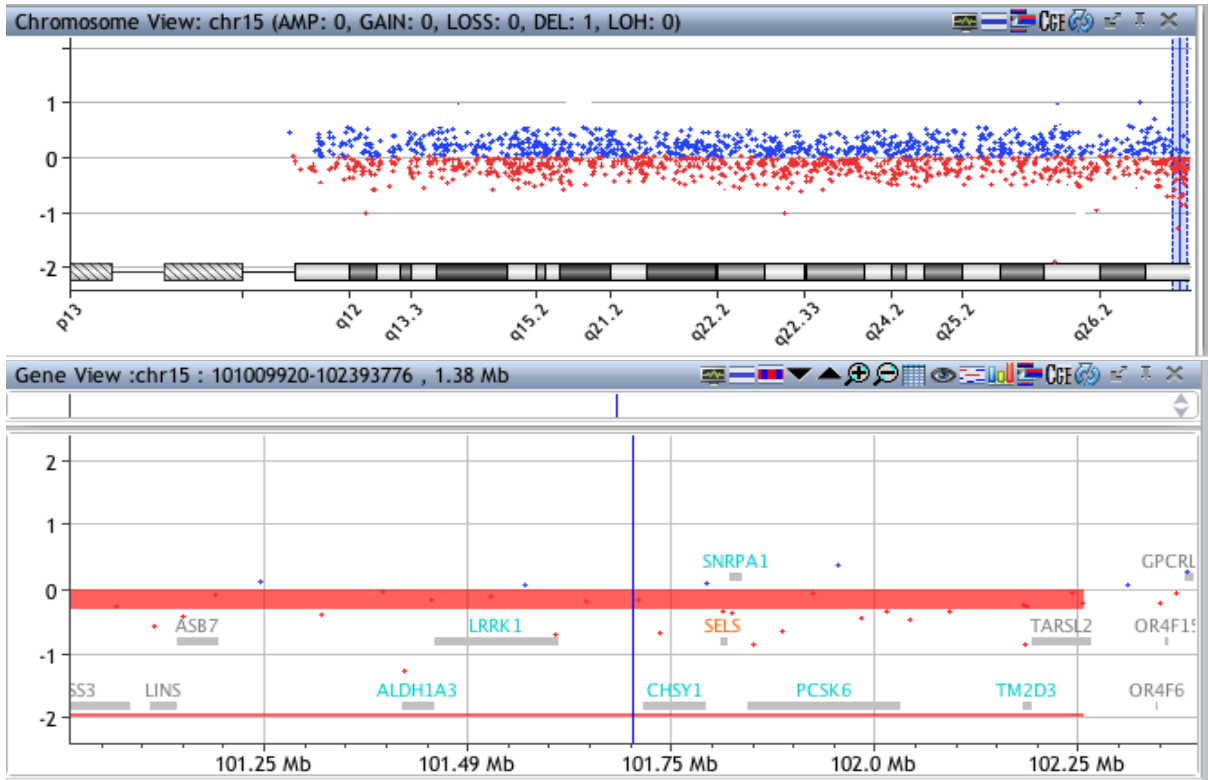 Chromosome View: chr15 (AMP: 0, GAIN: 0, LOSS: 0, DEL: 1, LOH: 0) CGE
1
0
-1
-2
p13 q12 q13.3 q15.2 q21.2 q22.2 q22.33 q24.2 q25.2 q26.2
Gene View :chr15 : 101009920-102393776 , 1.38 Mb CGE
2
1
SNRPA1 GPCRL
0
ASB7 LRRK1 SELS TARSL2 OR4F15
-1
SS3 LINS ALDH1A3 CHSY1 PCSK6 TM2D3 OR4F6
-2
101.25 Mb 101.49 Mb 101.75 Mb 102.0 Mb 102.25 Mb